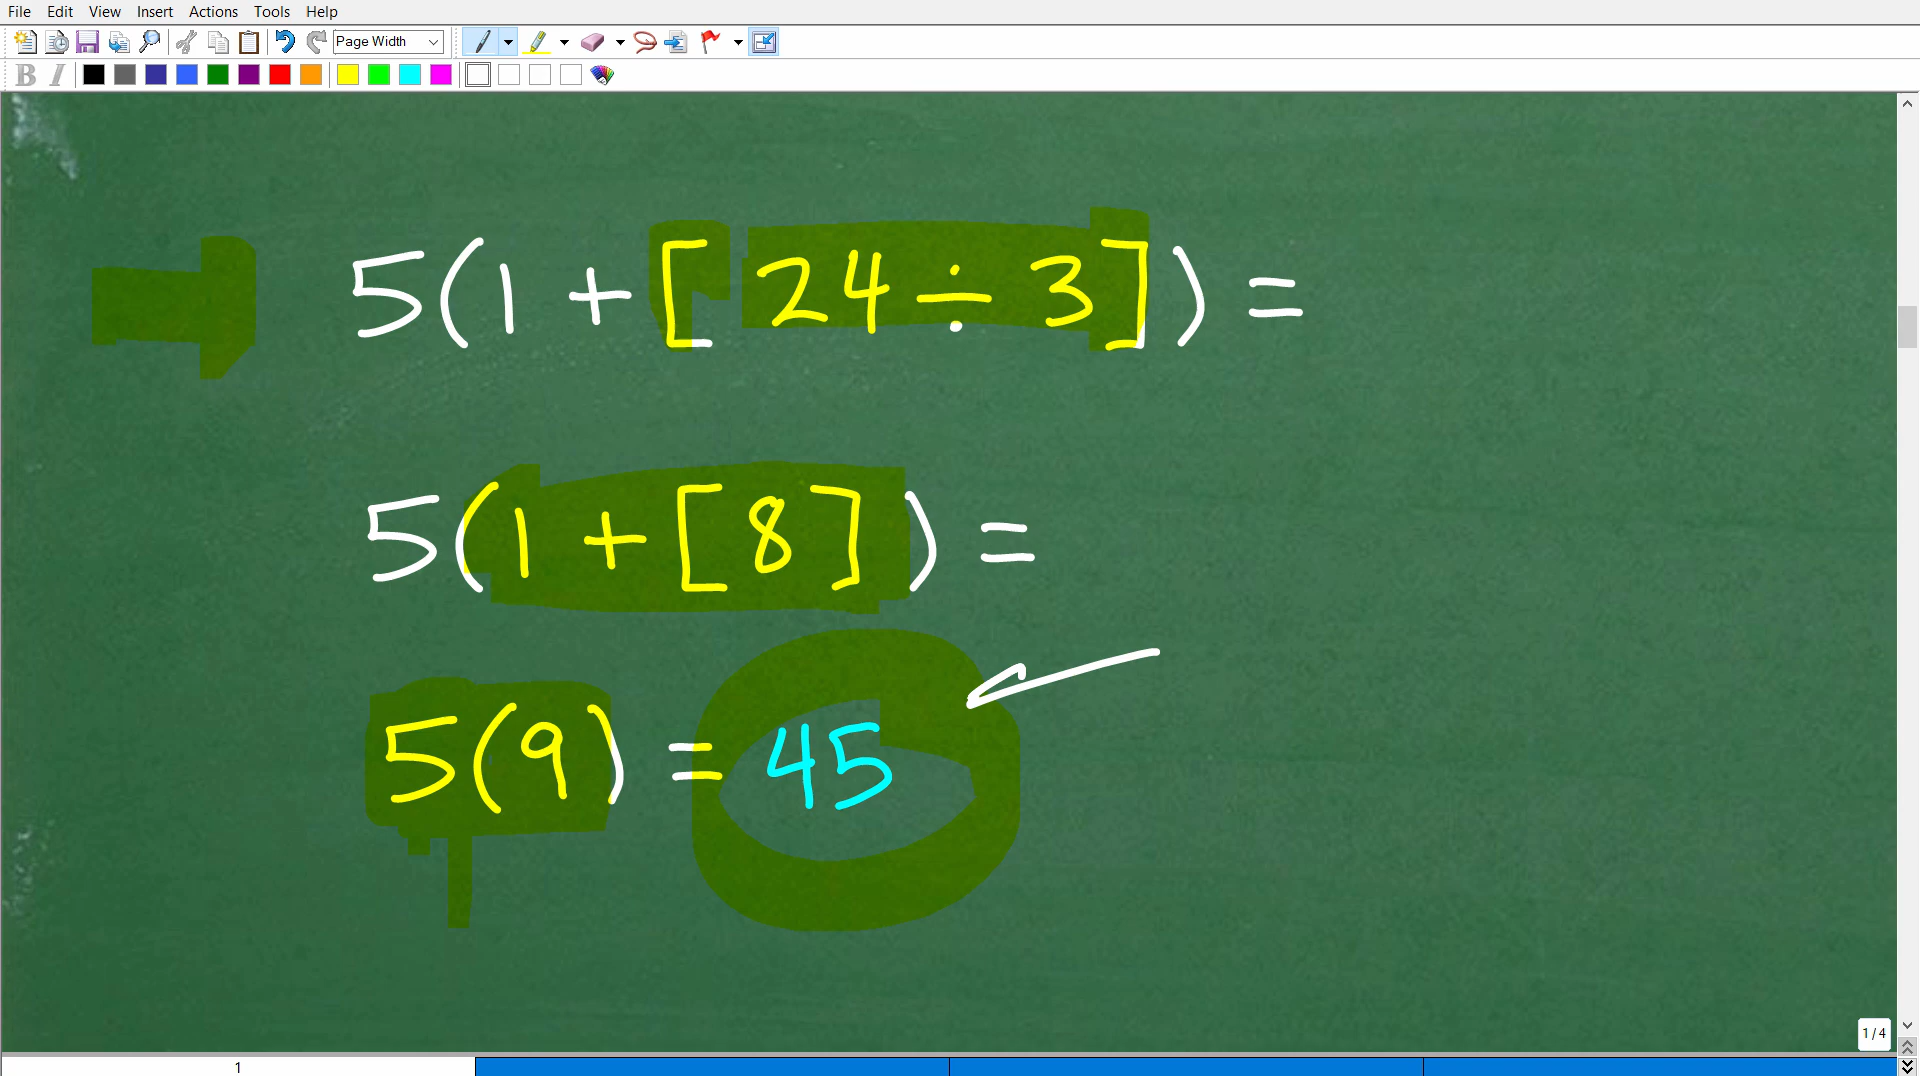 File Edit View Insert Actions Tools Help
Page Width
B I
5(1 + [ 24 ÷ 3 ] ) =
5(1 + [ 8 ] ) =
5(9) = 45
1 / 4
1